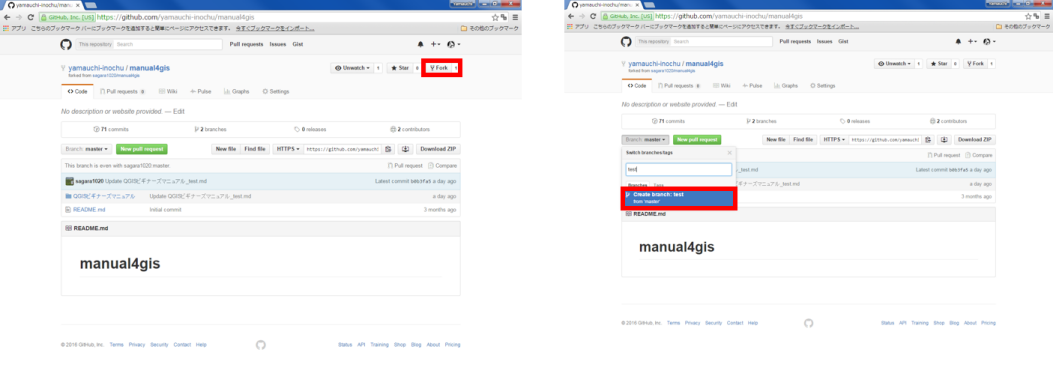 yamauchi-inochu/man...
GitHub, Inc. [US] https://github.com/yamauchi-inochu/manual4gis
アプリ こちらのブックマーク バーにブックマークを追加すると簡単にページにアクセスできます。 今すぐブックマークをインポート... その他のブックマーク
This repository Search Pull requests Issues Gist
yamauchi-inochu / manual4gis Unwatch 1 Star 0 Fork 1
forked from sagara1020/manual4gis
Code Pull requests 0 Wiki Pulse Graphs Settings
No description or website provided. — Edit
71 commits 2 branches 0 releases 2 contributors
Branch: master New pull request New file Find file HTTPS https://github.com/yamauchi Download ZIP
This branch is even with sagara1020:master. Pull request Compare
sagara1020 Update QGISビギナーズマニュアル_test.md Latest commit a day ago
QGISビギナーズマニュアル Update QGISビギナーズマニュアル_test.md a day ago
README.md Initial commit 3 months ago
README.md
manual4gis
© 2016 GitHub, Inc. Terms Privacy Security Contact Help Status API Training Shop Blog About Pricing
yamauchi-inochu/man...
GitHub, Inc. [US] https://github.com/yamauchi-inochu/manual4gis
アプリ こちらのブックマーク バーにブックマークを追加すると簡単にページにアクセスできます。 今すぐブックマークをインポート... その他のブックマーク
This repository Search Pull requests Issues Gist
yamauchi-inochu / manual4gis Unwatch 1 Star 0 Fork 1
forked from sagara1020/manual4gis
Code Pull requests 0 Wiki Pulse Graphs Settings
No description or website provided. — Edit
71 commits 2 branches 0 releases 2 contributors
Branch: master New pull request New file Find file HTTPS https://github.com/yamauchi Download ZIP
Switch branches/tags Pull request Compare
test _test.md Latest commit a day ago
Branches Tags ギナーズマニュアル_test.md a day ago
Create branch: test
from 'master' 3 months ago
README.md
manual4gis
© 2016 GitHub, Inc. Terms Privacy Security Contact Help Status API Training Shop Blog About Pricing